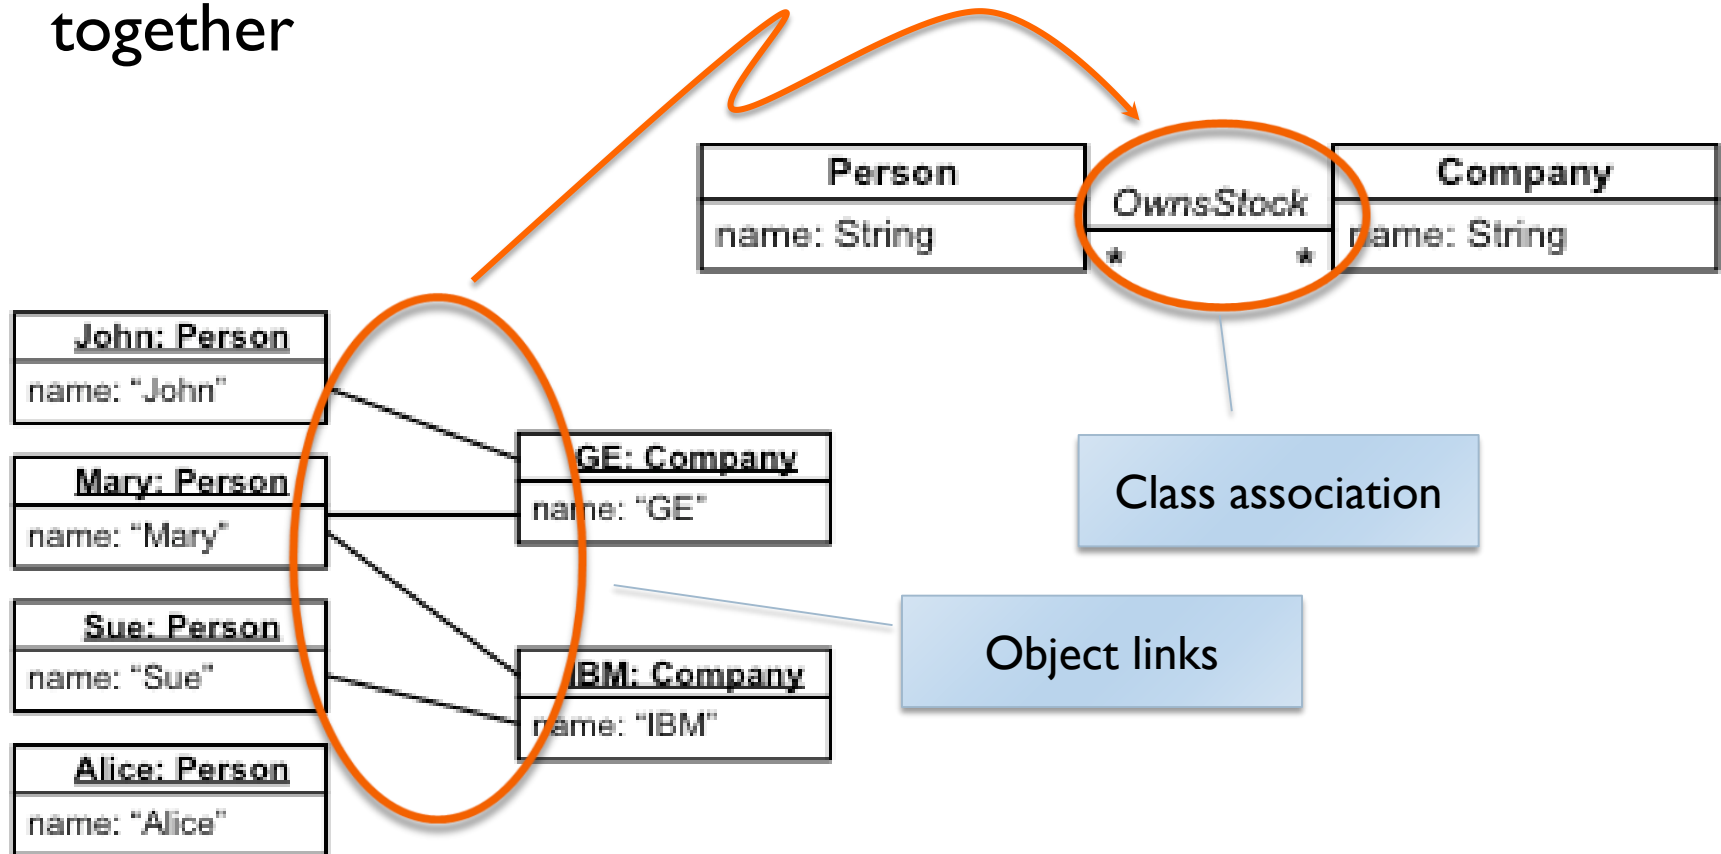 together
Person
name: String
OwnsStock
* *
Company
name: String
John: Person
name: “John”
Mary: Person
name: “Mary”
Sue: Person
name: “Sue”
Alice: Person
name: “Alice”
GE: Company
name: “GE”
IBM: Company
name: “IBM”
Class association
Object links